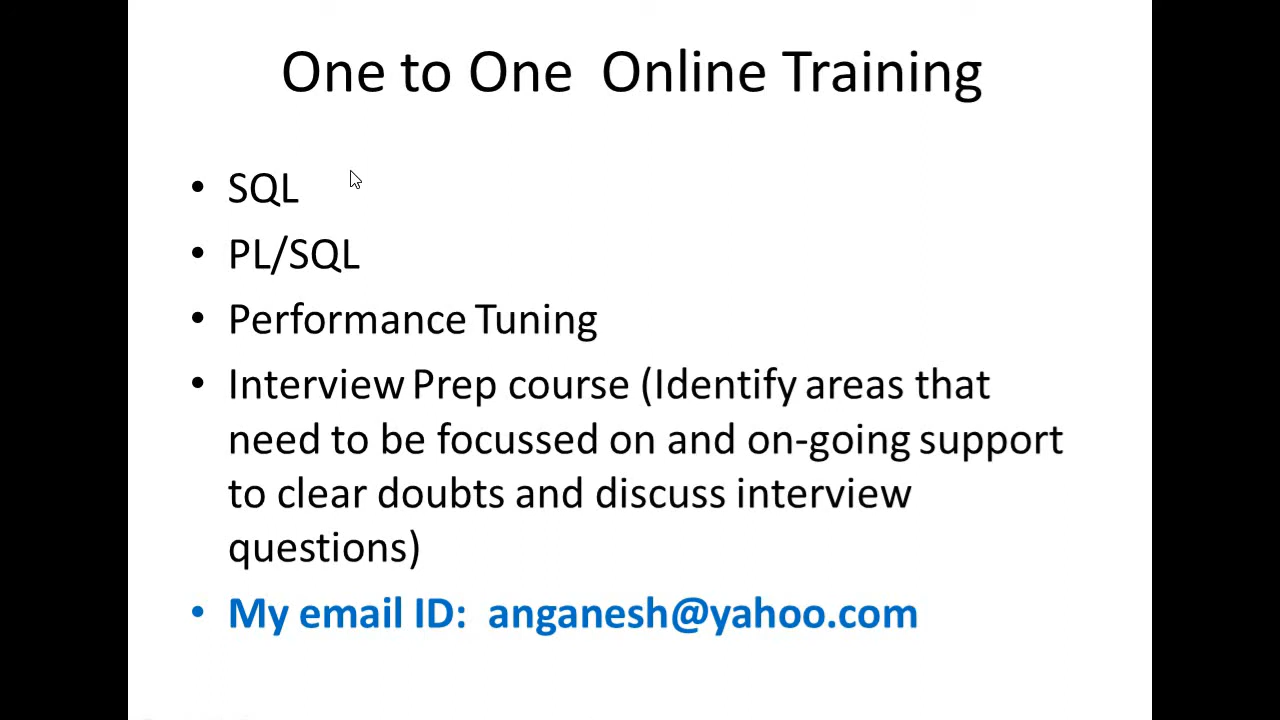 One to One  Online Training
• SQL
• PL/SQL
• Performance Tuning
• Interview Prep course (Identify areas that
need to be focussed on and on-going support
to clear doubts and discuss interview
questions)
• My email ID:  anganesh@yahoo.com